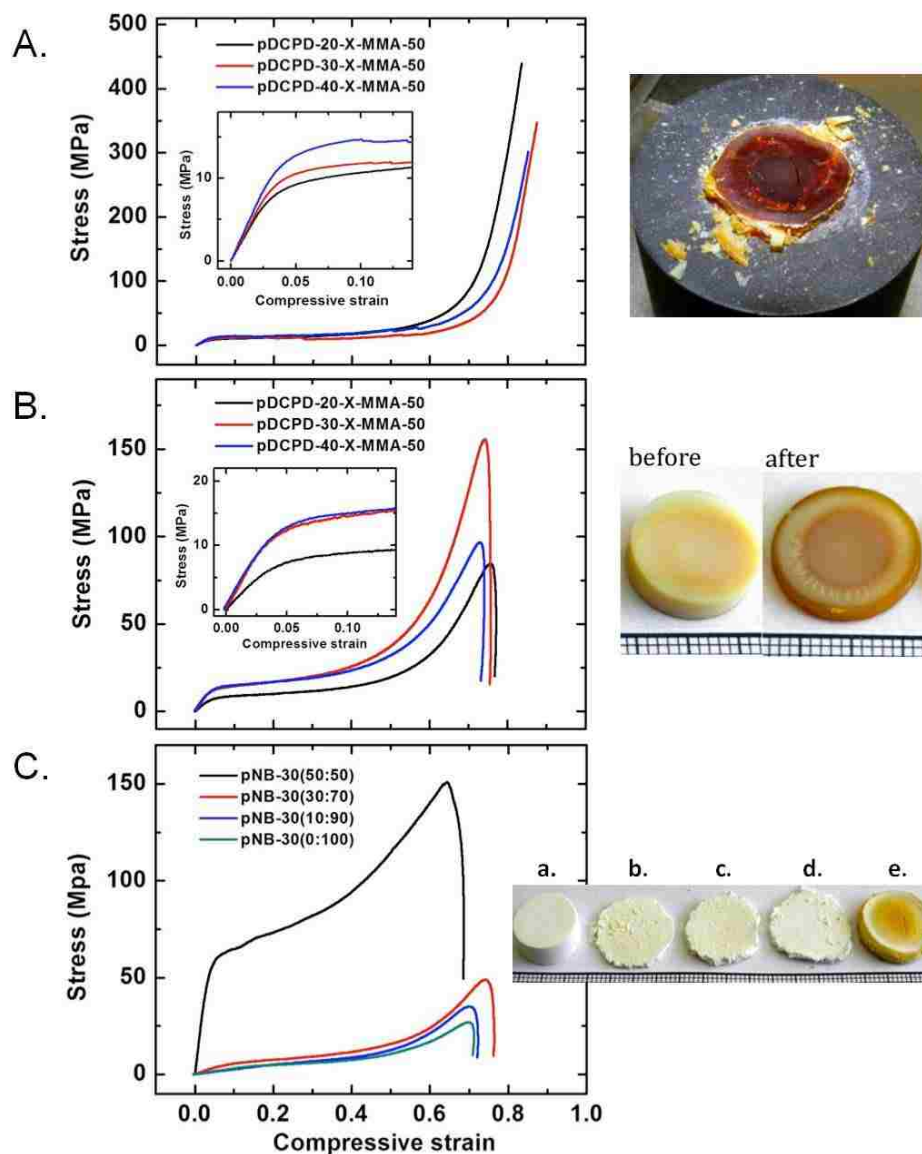 A.
500
400
300
200
100
0
Stress (MPa)
pDCPD-20-X-MMA-50
pDCPD-30-X-MMA-50
pDCPD-40-X-MMA-50
10
0
Stress (MPa)
0.00 0.05 0.10
Compressive strain
B.
150
100
50
0
Stress (MPa)
pDCPD-20-X-MMA-50
pDCPD-30-X-MMA-50
pDCPD-40-X-MMA-50
20
10
0
Stress (MPa)
0.00 0.05 0.10
Compressive strain
before after
C.
150
100
50
0
Stress (Mpa)
pNB-30(50:50)
pNB-30(30:70)
pNB-30(10:90)
pNB-30(0:100)
a. b. c. d. e.
0.0 0.2 0.4 0.6 0.8 1.0
Compressive strain